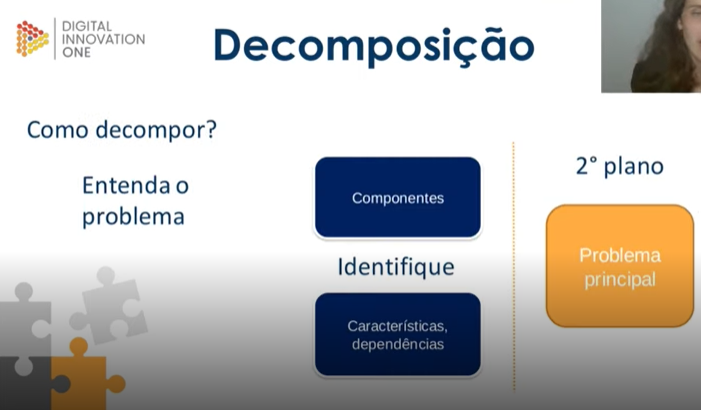 DIGITAL
INNOVATION
ONE
Decomposição
Como decompor?
Entenda o
problema
Componentes
Identifique
Características,
dependências
2° plano
Problema
principal